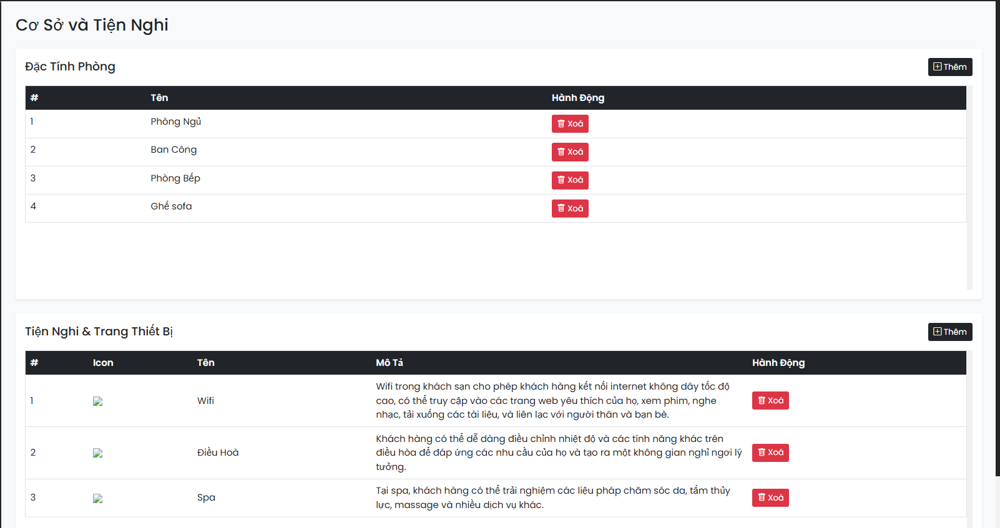 Cơ Sở và Tiện Nghi
Đặc Tính Phòng
Thêm
# Tên Hành Động
1 Phòng Ngủ Xoá
2 Ban Công Xoá
3 Phòng Bếp Xoá
4 Ghế sofa Xoá
Tiện Nghi & Trang Thiết Bị
Thêm
# Icon Tên Mô Tả Hành Động
1 Wifi
Wifi trong khách sạn cho phép khách hàng kết nối internet không dây tốc độ
cao, có thể truy cập vào các trang web yêu thích của họ, xem phim, nghe
nhạc, tải xuống các tài liệu, và liên lạc với người thân và bạn bè.
Xoá
2 Điều Hoà
Khách hàng có thể dễ dàng điều chỉnh nhiệt độ và các tính năng khác trên
điều hòa để đáp ứng các nhu cầu của họ và tạo ra một không gian nghỉ ngơi lý
tưởng.
Xoá
3 Spa
Tại spa, khách hàng có thể trải nghiệm các liệu pháp chăm sóc da, tắm thủy
lực, massage và nhiều dịch vụ khác.
Xoá